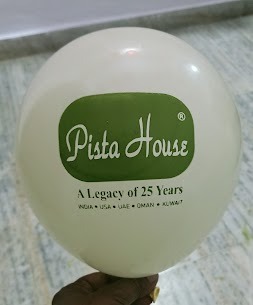 Pista House ®
A Legacy of 25 Years
INDIA • USA • UAE • OMAN • KUWAIT